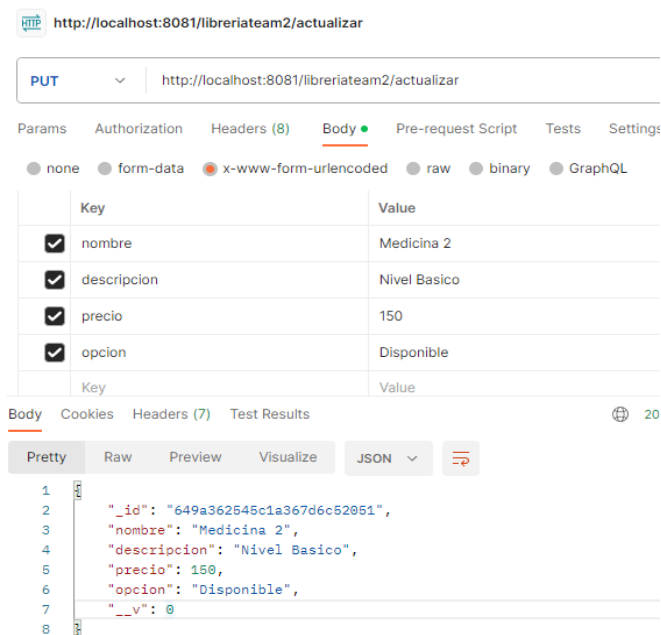 HTTP http://localhost:8081/libreriateam2/actualizar
PUT http://localhost:8081/libreriateam2/actualizar
Params Authorization Headers (8) Body Pre-request Script Tests Settings
none form-data x-www-form-urlencoded raw binary GraphQL
Key Value
nombre Medicina 2
descripcion Nivel Basico
precio 150
opcion Disponible
Key Value
Body Cookies Headers (7) Test Results 20
Pretty Raw Preview Visualize JSON
1 {
2 "_id": "649a362545c1a367d6c52051",
3 "nombre": "Medicina 2",
4 "descripcion": "Nivel Basico",
5 "precio": 150,
6 "opcion": "Disponible",
7 "__v": 0
8 }